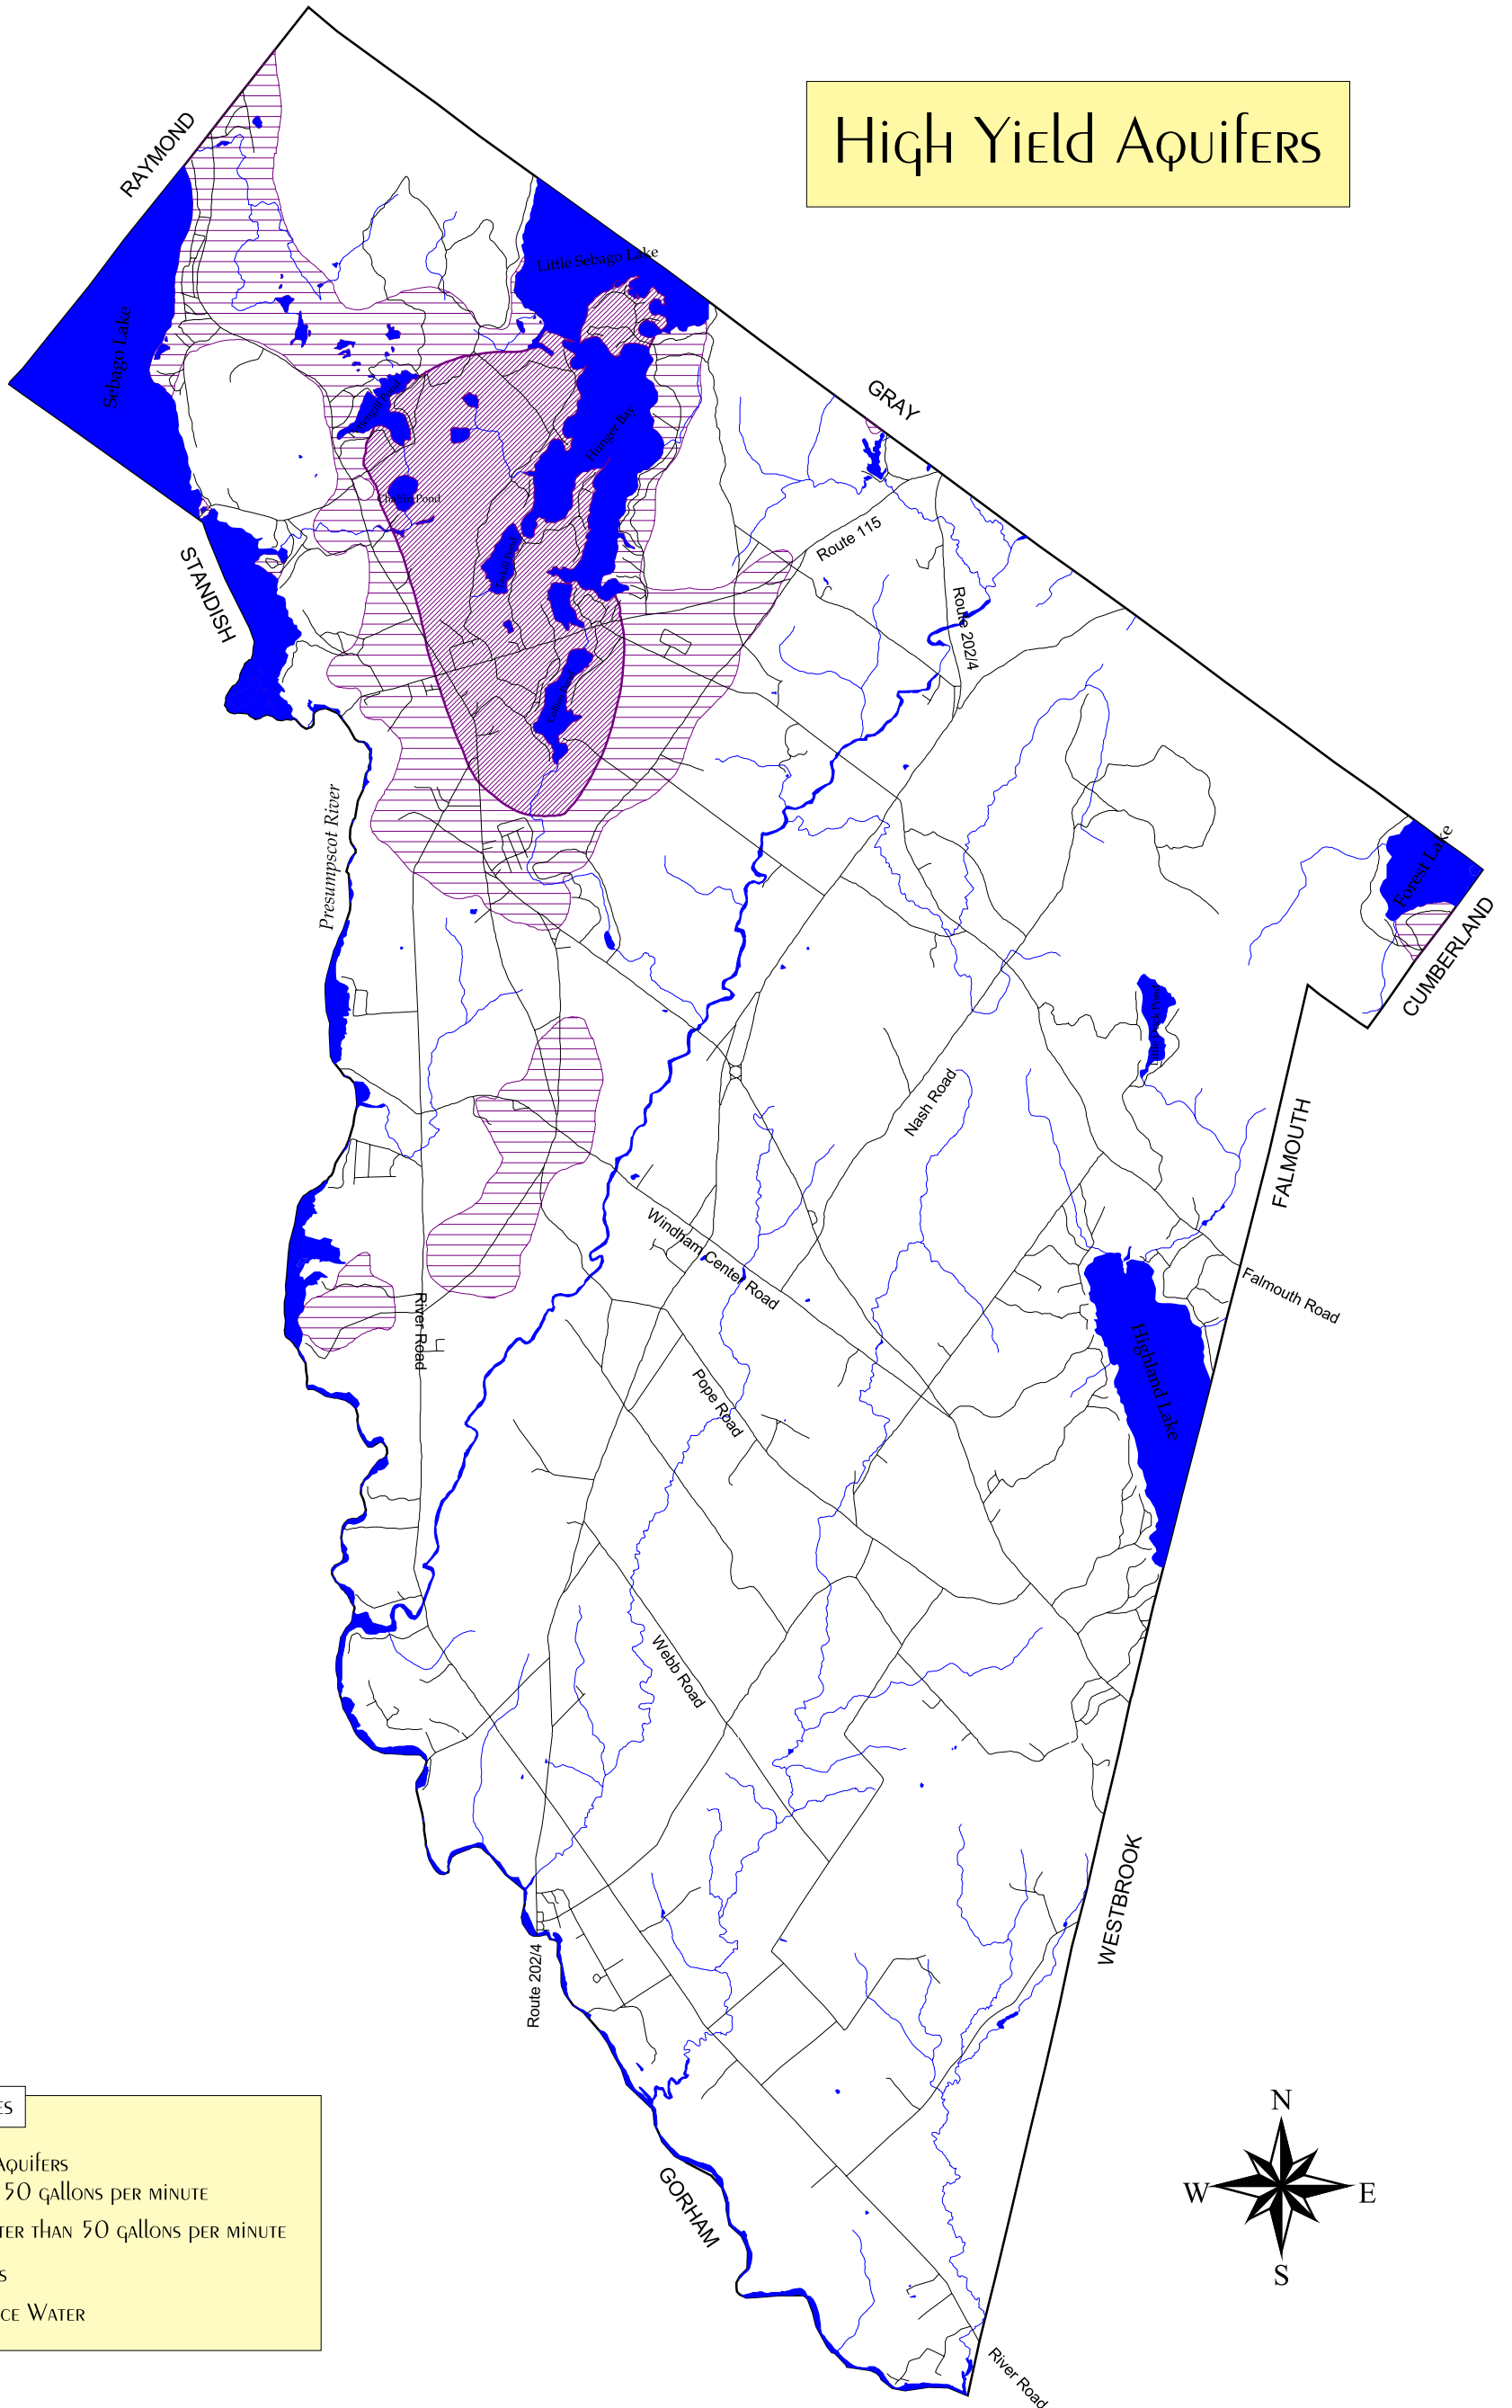 High Yield Aquifers
RAYMOND
Little Sebago Lake
Sebago Lake
GRAY
Hunger Bay
Chaffin Pond
Route 115
STANDISH
Route 202/4
Presumpscot River
Forest Lake
CUMBERLAND
Nash Road
FALMOUTH
Windham Center Road
Falmouth Road
River Road
Highland Lake
Pope Road
Webb Road
WESTBROOK
Route 202/4
GORHAM
River Road
N
W E
S
ES
Aquifers
50 gallons per minute
ter than 50 gallons per minute
s
ce Water